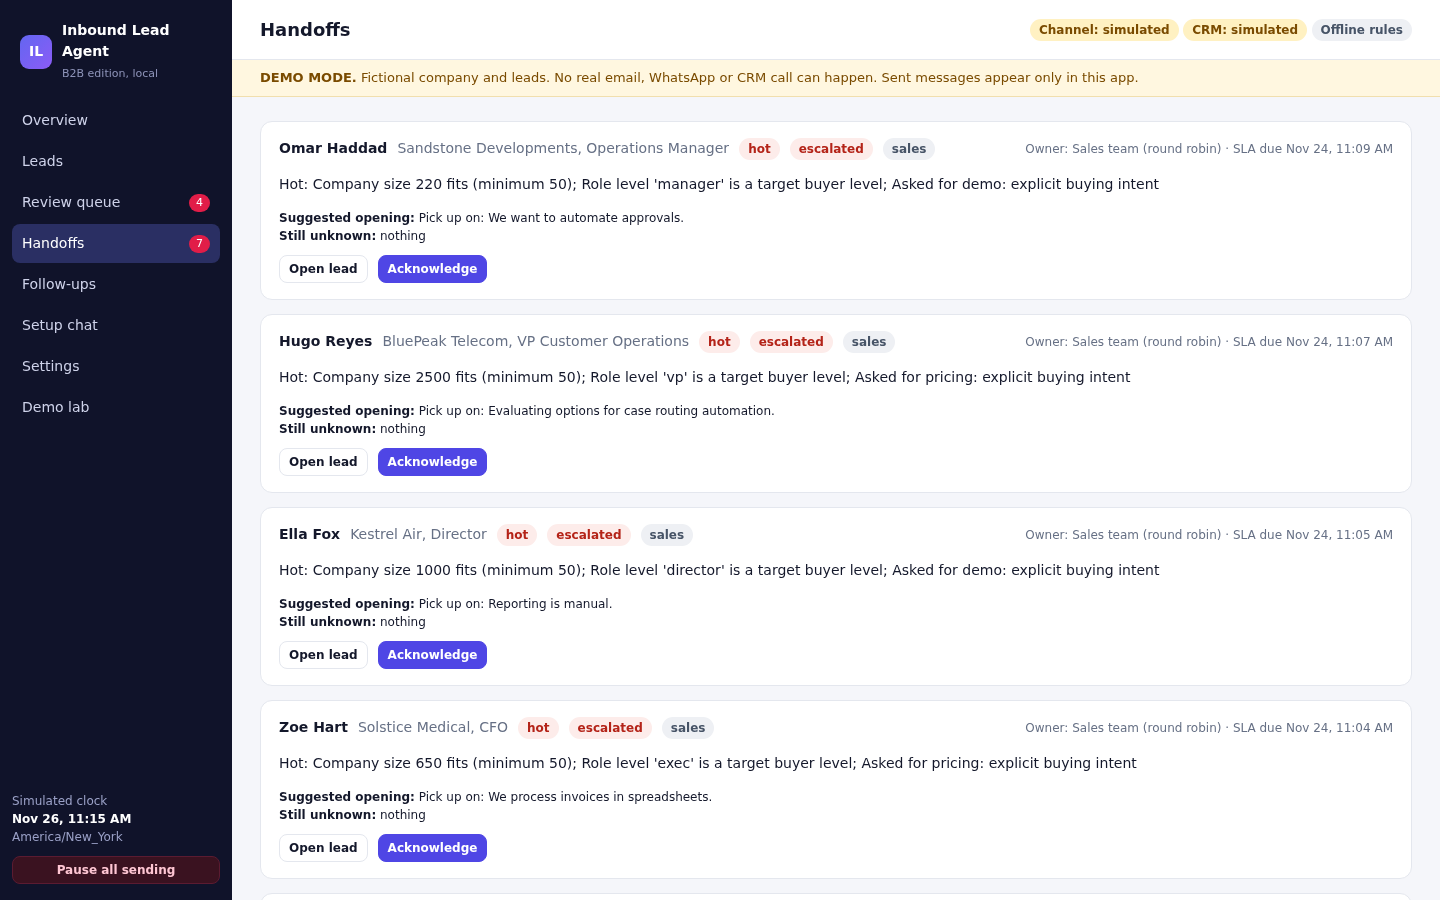 IL
Inbound Lead
Agent
B2B edition, local
Overview
Leads
Review queue 4
Handoffs 7
Follow-ups
Setup chat
Settings
Demo lab
Simulated clock
Nov 26, 11:15 AM
America/New_York
Pause all sending
Handoffs Channel: simulated CRM: simulated Offline rules
DEMO MODE. Fictional company and leads. No real email, WhatsApp or CRM call can happen. Sent messages appear only in this app.
Omar Haddad Sandstone Developments, Operations Manager hot escalated sales Owner: Sales team (round robin) · SLA due Nov 24, 11:09 AM
Hot: Company size 220 fits (minimum 50); Role level 'manager' is a target buyer level; Asked for demo: explicit buying intent
Suggested opening: Pick up on: We want to automate approvals.
Still unknown: nothing
Open lead Acknowledge
Hugo Reyes BluePeak Telecom, VP Customer Operations hot escalated sales Owner: Sales team (round robin) · SLA due Nov 24, 11:07 AM
Hot: Company size 2500 fits (minimum 50); Role level 'vp' is a target buyer level; Asked for pricing: explicit buying intent
Suggested opening: Pick up on: Evaluating options for case routing automation.
Still unknown: nothing
Open lead Acknowledge
Ella Fox Kestrel Air, Director hot escalated sales Owner: Sales team (round robin) · SLA due Nov 24, 11:05 AM
Hot: Company size 1000 fits (minimum 50); Role level 'director' is a target buyer level; Asked for demo: explicit buying intent
Suggested opening: Pick up on: Reporting is manual.
Still unknown: nothing
Open lead Acknowledge
Zoe Hart Solstice Medical, CFO hot escalated sales Owner: Sales team (round robin) · SLA due Nov 24, 11:04 AM
Hot: Company size 650 fits (minimum 50); Role level 'exec' is a target buyer level; Asked for pricing: explicit buying intent
Suggested opening: Pick up on: We process invoices in spreadsheets.
Still unknown: nothing
Open lead Acknowledge